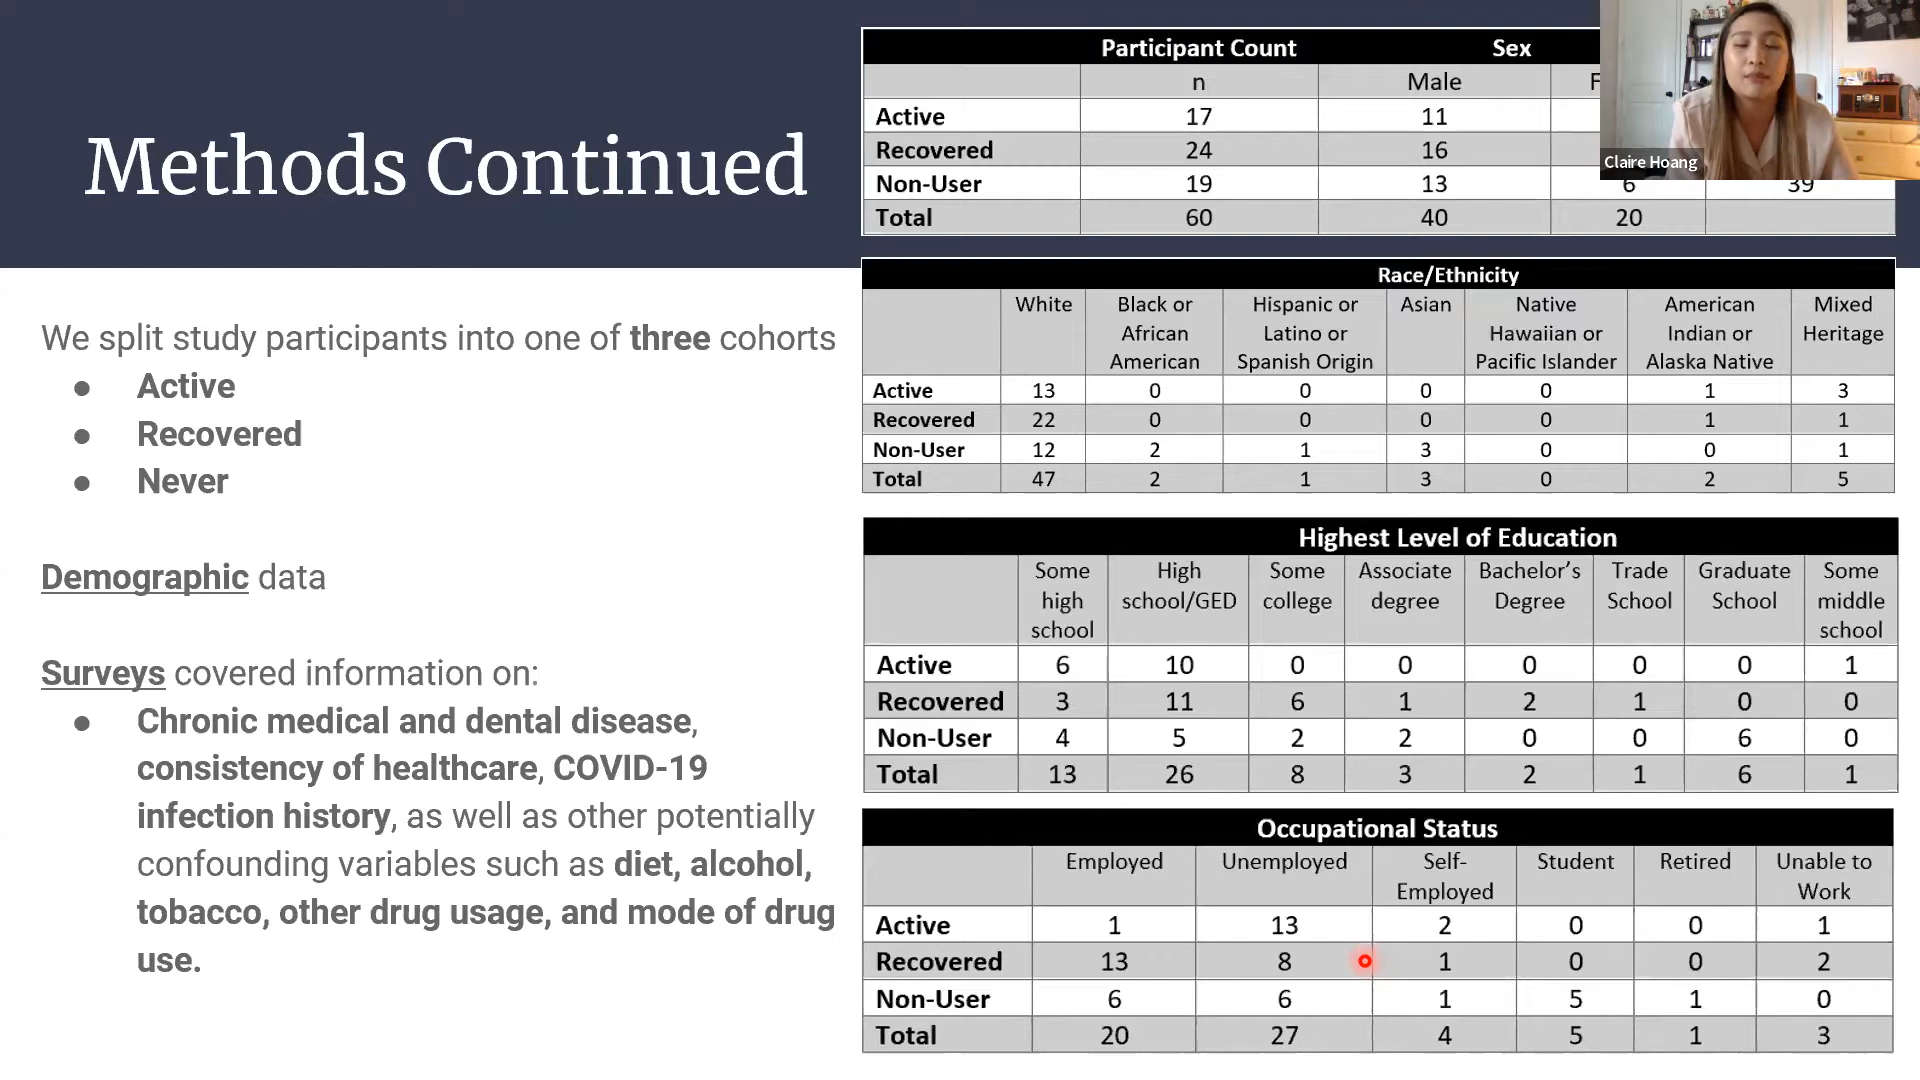 Methods Continued
We split study participants into one of three cohorts
● Active
● Recovered
● Never
Demographic data
Surveys covered information on:
● Chronic medical and dental disease,
consistency of healthcare, COVID-19
infection history, as well as other potentially
confounding variables such as diet, alcohol,
tobacco, other drug usage, and mode of drug
use.
Participant Count Sex
n Male
Active 17 11
Recovered 24 16
Non-User 19 13 6 39
Total 60 40 20
Claire Hoang
Race/Ethnicity
White Black or African American Hispanic or Latino or Spanish Origin Asian Native Hawaiian or Pacific Islander American Indian or Alaska Native Mixed Heritage
Active 13 0 0 0 0 1 3
Recovered 22 0 0 0 0 1 1
Non-User 12 2 1 3 0 0 1
Total 47 2 1 3 0 2 5
Highest Level of Education
Some high school High school/GED Some college Associate degree Bachelor's Degree Trade School Graduate School Some middle school
Active 6 10 0 0 0 0 0 1
Recovered 3 11 6 1 2 1 0 0
Non-User 4 5 2 2 0 0 6 0
Total 13 26 8 3 2 1 6 1
Occupational Status
Employed Unemployed Self-Employed Student Retired Unable to Work
Active 1 13 2 0 0 1
Recovered 13 8 1 0 0 2
Non-User 6 6 1 5 1 0
Total 20 27 4 5 1 3